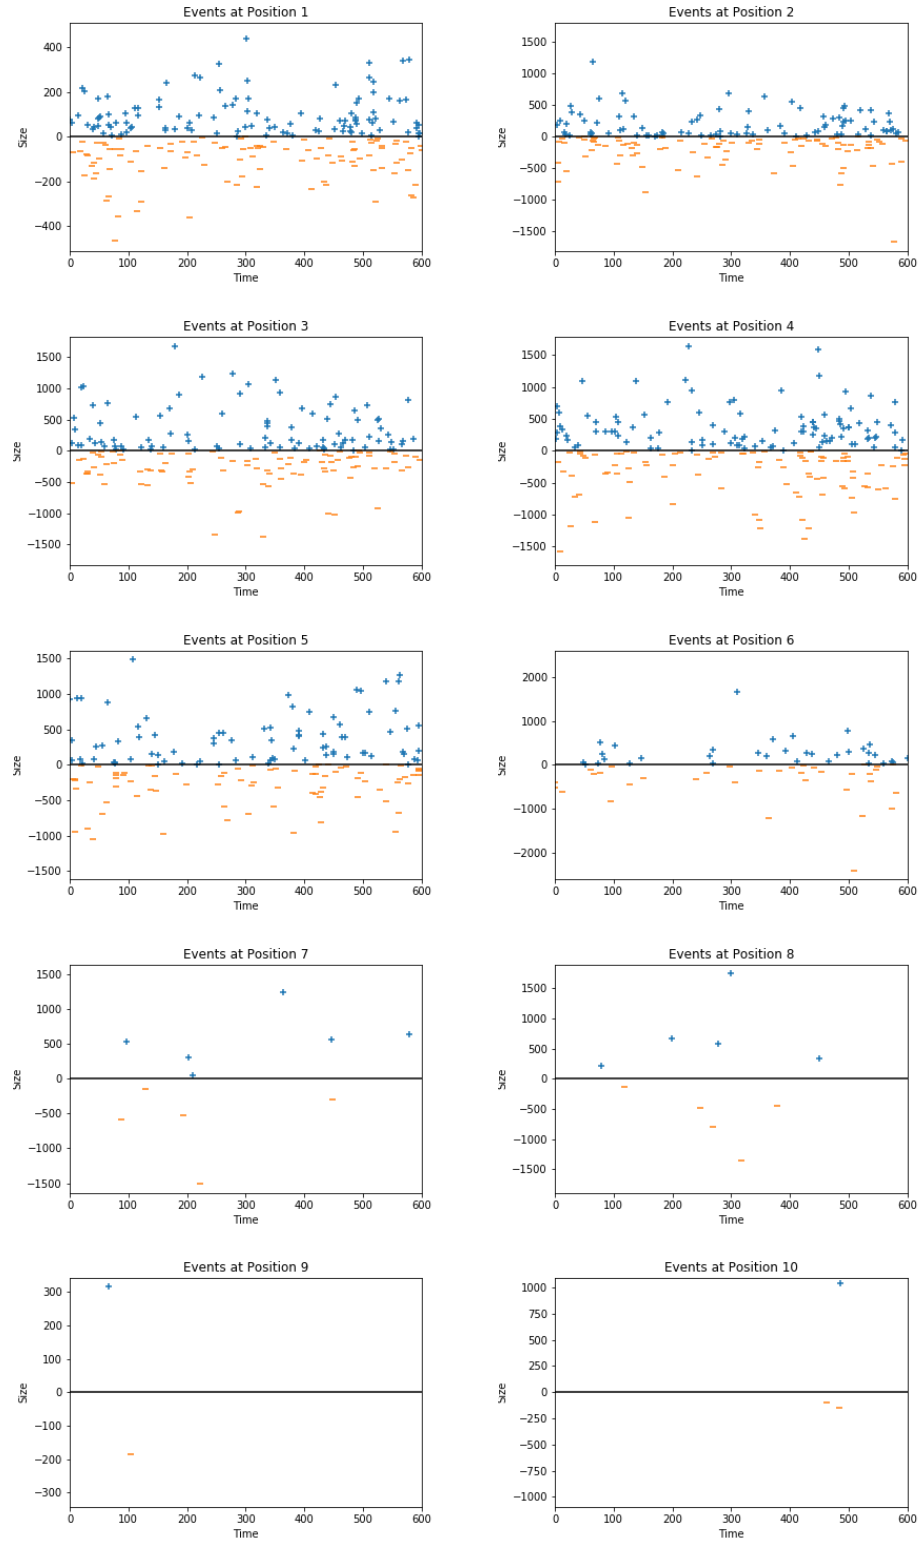 Events at Position 1
400
200
0
−200
−400
Size
0 100 200 300 400 500 600
Time
Events at Position 2
1500
1000
500
0
−500
−1000
−1500
Size
0 100 200 300 400 500 600
Time
Events at Position 3
1500
1000
500
0
−500
−1000
−1500
Size
0 100 200 300 400 500 600
Time
Events at Position 4
1500
1000
500
0
−500
−1000
−1500
Size
0 100 200 300 400 500 600
Time
Events at Position 5
1500
1000
500
0
−500
−1000
−1500
Size
0 100 200 300 400 500 600
Time
Events at Position 6
2000
1000
0
−1000
−2000
Size
0 100 200 300 400 500 600
Time
Events at Position 7
1500
1000
500
0
−500
−1000
−1500
Size
0 100 200 300 400 500 600
Time
Events at Position 8
1500
1000
500
0
−500
−1000
−1500
Size
0 100 200 300 400 500 600
Time
Events at Position 9
300
200
100
0
−100
−200
−300
Size
0 100 200 300 400 500 600
Time
Events at Position 10
1000
750
500
250
0
−250
−500
−750
−1000
Size
0 100 200 300 400 500 600
Time